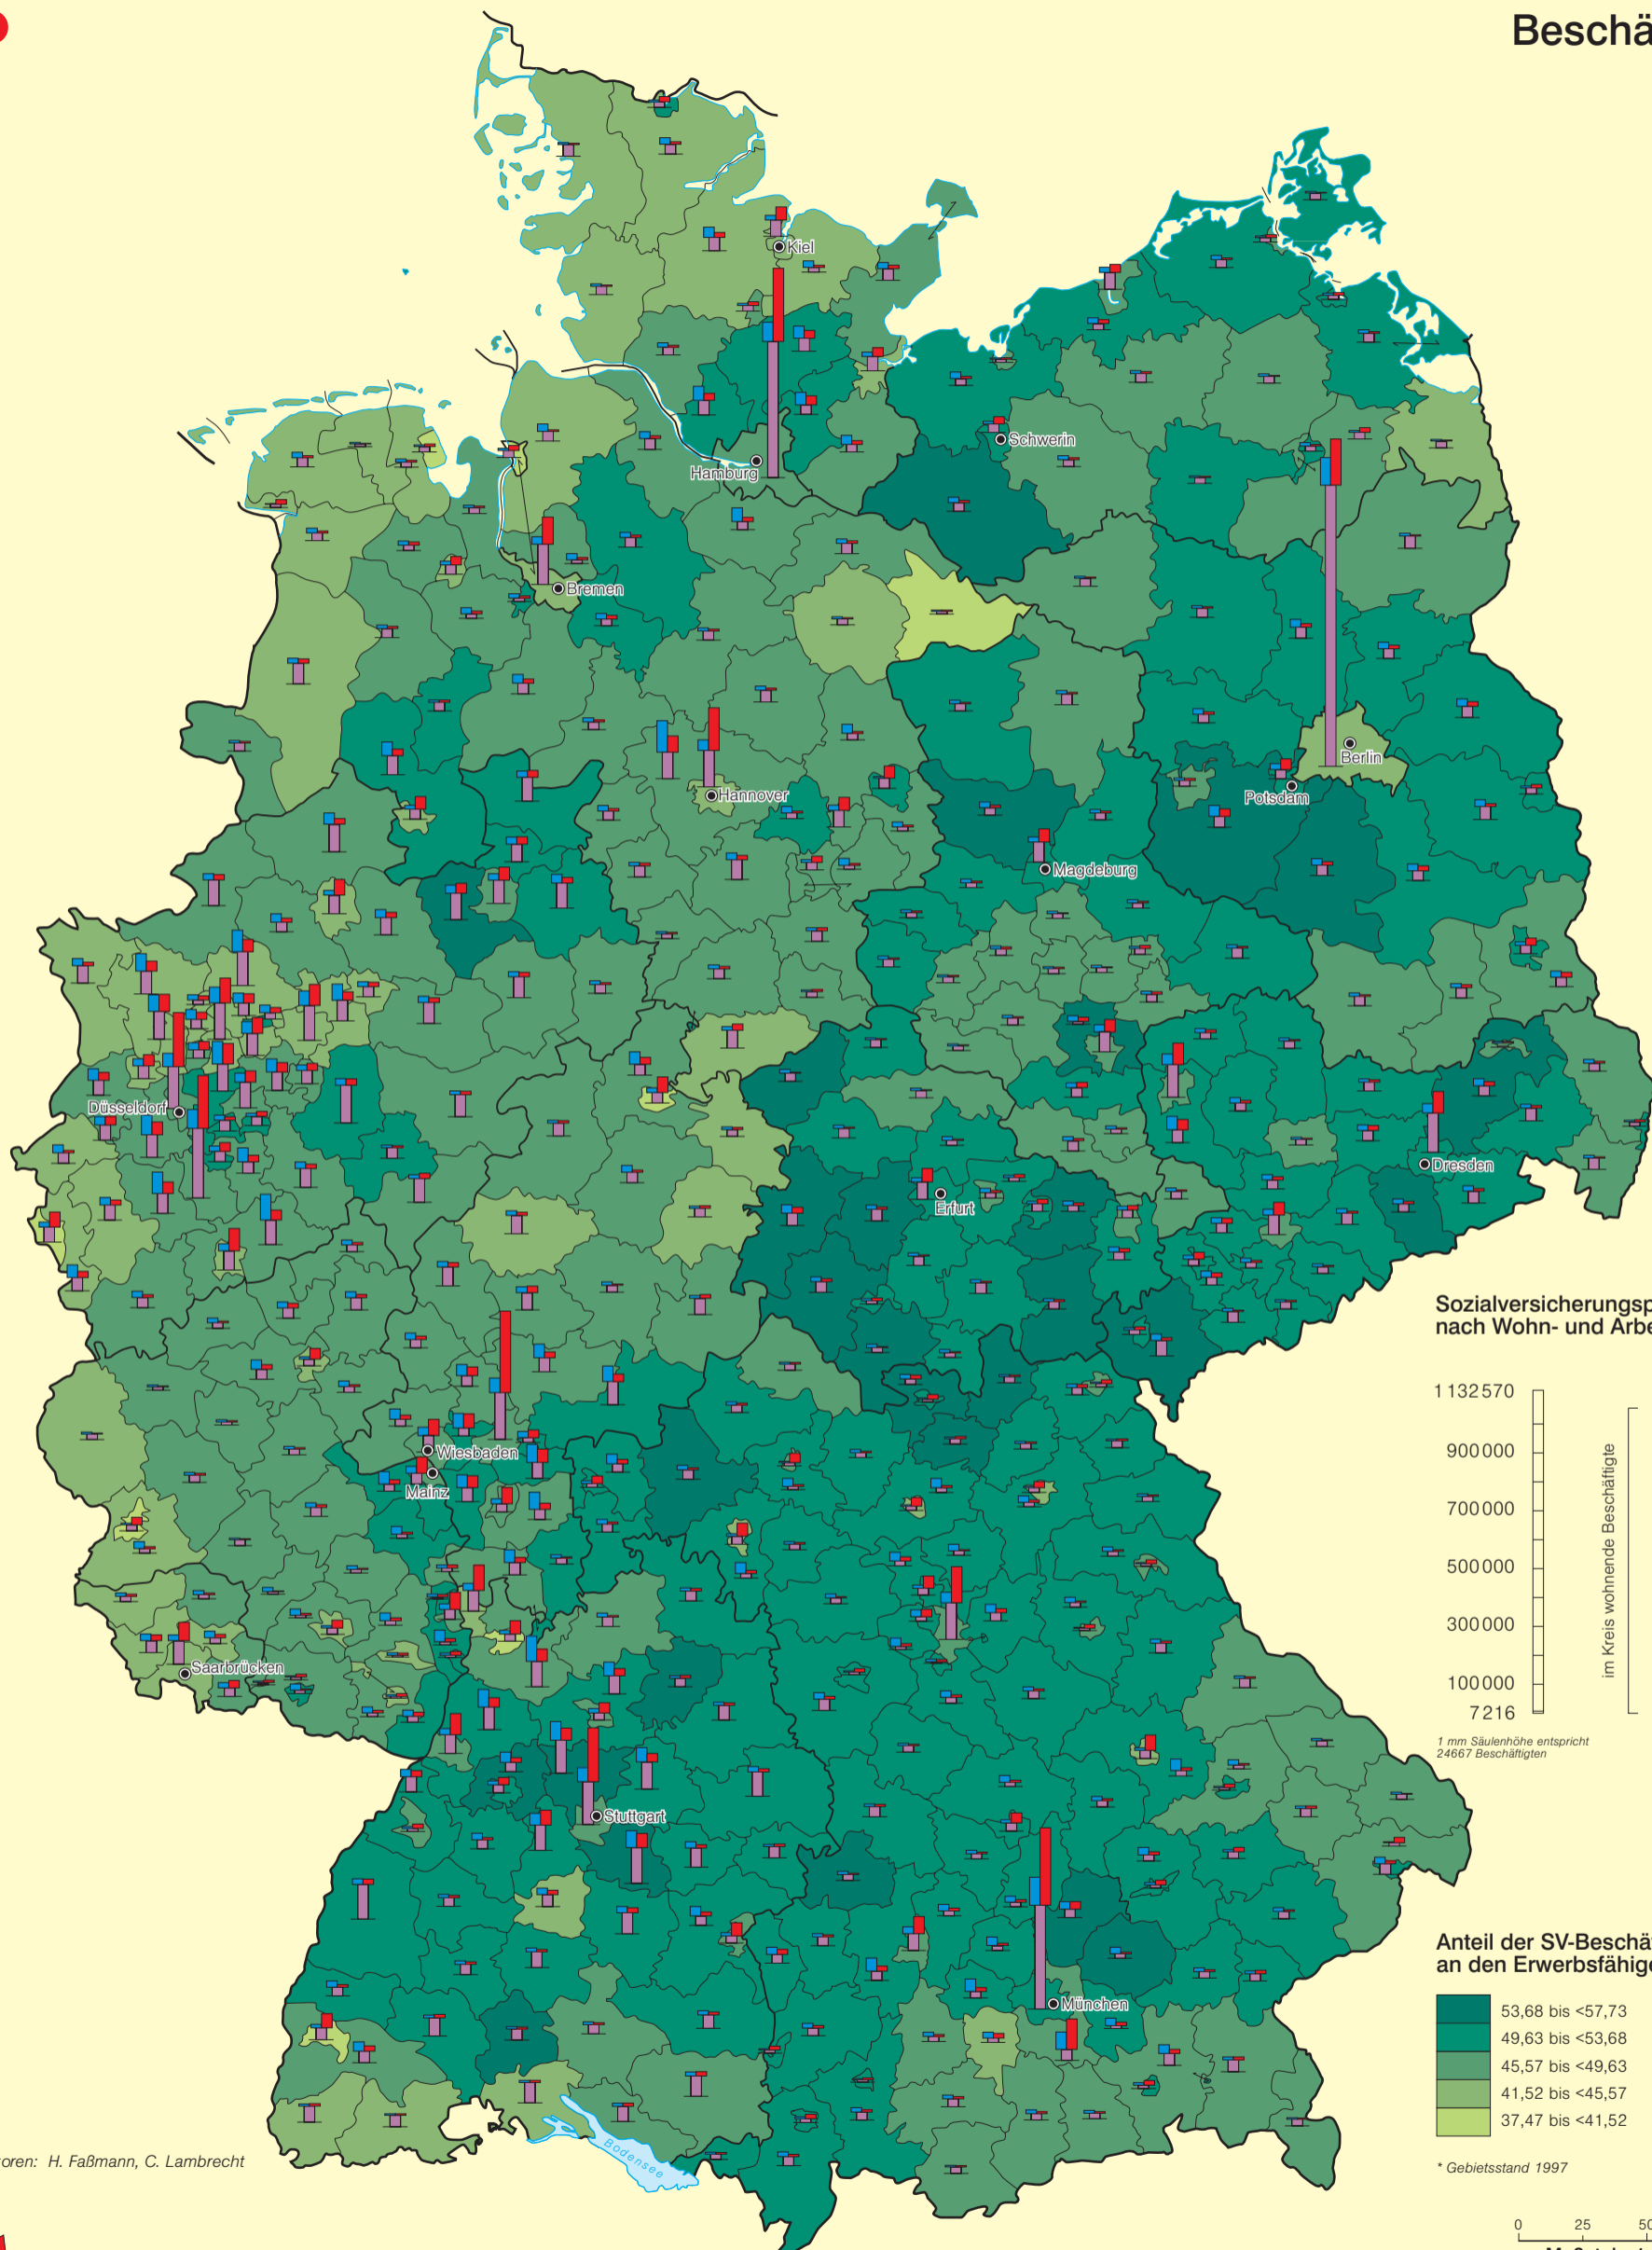 Beschä
Kiel
Schwerin
Hamburg
Bremen
Berlin
Hannover
Potsdam
Magdeburg
Düsseldorf
Dresden
Erfurt
Sozialversicherungsp
nach Wohn- und Arbe
1 132 570
900 000
700 000
500 000
300 000
100 000
7 216
im Kreis wohnende Beschäftigte
1 mm Säulenhöhe entspricht
24667 Beschäftigten
Wiesbaden
Mainz
Saarbrücken
Stuttgart
München
Anteil der SV-Beschä
an den Erwerbsfähige
53,68 bis <57,73
49,63 bis <53,68
45,57 bis <49,63
41,52 bis <45,57
37,47 bis <41,52
Bodensee
oren: H. Faßmann, C. Lambrecht
* Gebietsstand 1997
0 25 50